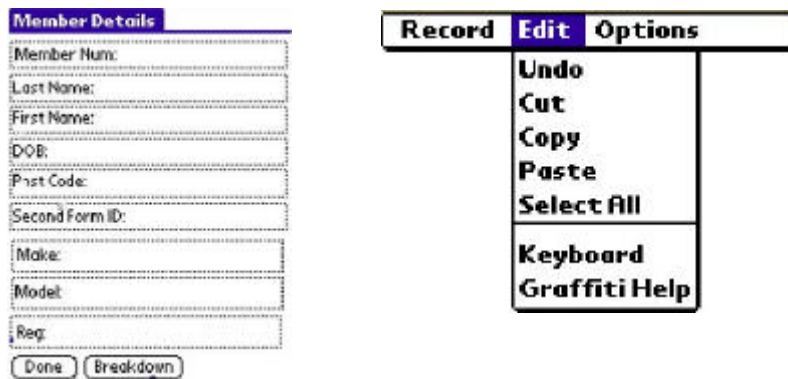 Member Details
Member Num:
Last Name:
First Name:
DOB:
Post Code:
Second Form ID:
Make:
Model:
Reg:
Done Breakdown
Record Edit Options
Undo
Cut
Copy
Paste
Select All
Keyboard
Graffiti Help